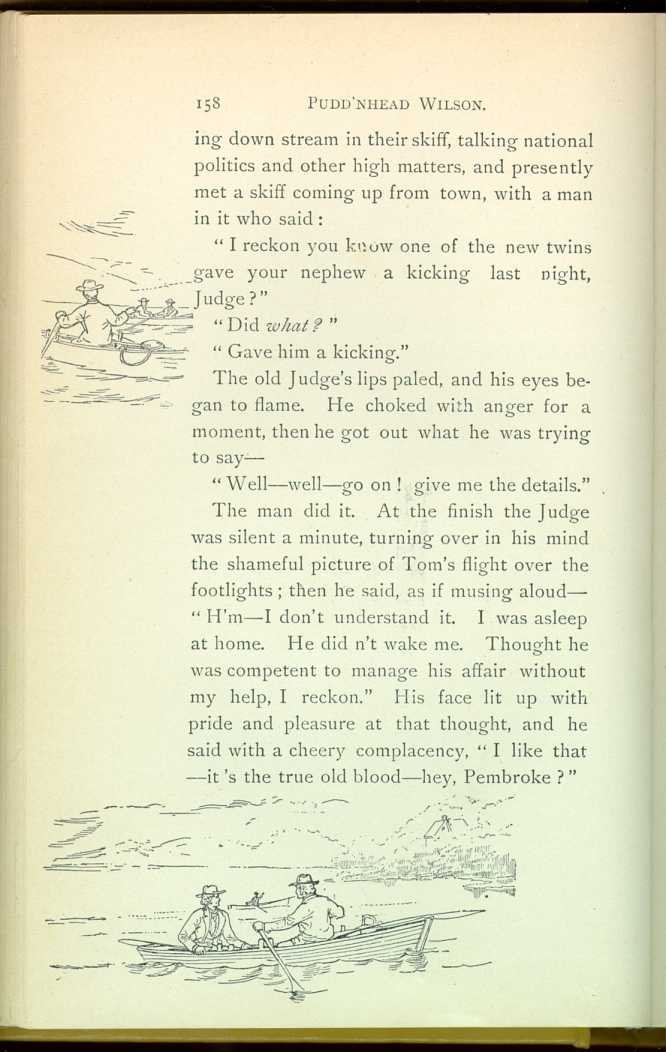 158 PUDD'NHEAD WILSON.
ing down stream in their skiff, talking national
politics and other high matters, and presently
met a skiff coming up from town, with a man
in it who said :
“ I reckon you know one of the new twins
gave your nephew a kicking last night,
Judge ? ”
“ Did what ? ”
“ Gave him a kicking.”
The old Judge's lips paled, and his eyes be-
gan to flame. He choked with anger for a
moment, then he got out what he was trying
to say—
“ Well—well—go on ! give me the details.”
The man did it. At the finish the Judge
was silent a minute, turning over in his mind
the shameful picture of Tom's flight over the
footlights ; then he said, as if musing aloud—
“ H'm—I don't understand it. I was asleep
at home. He did n't wake me. Thought he
was competent to manage his affair without
my help, I reckon.” His face lit up with
pride and pleasure at that thought, and he
said with a cheery complacency, “ I like that
—it 's the true old blood—hey, Pembroke ? ”